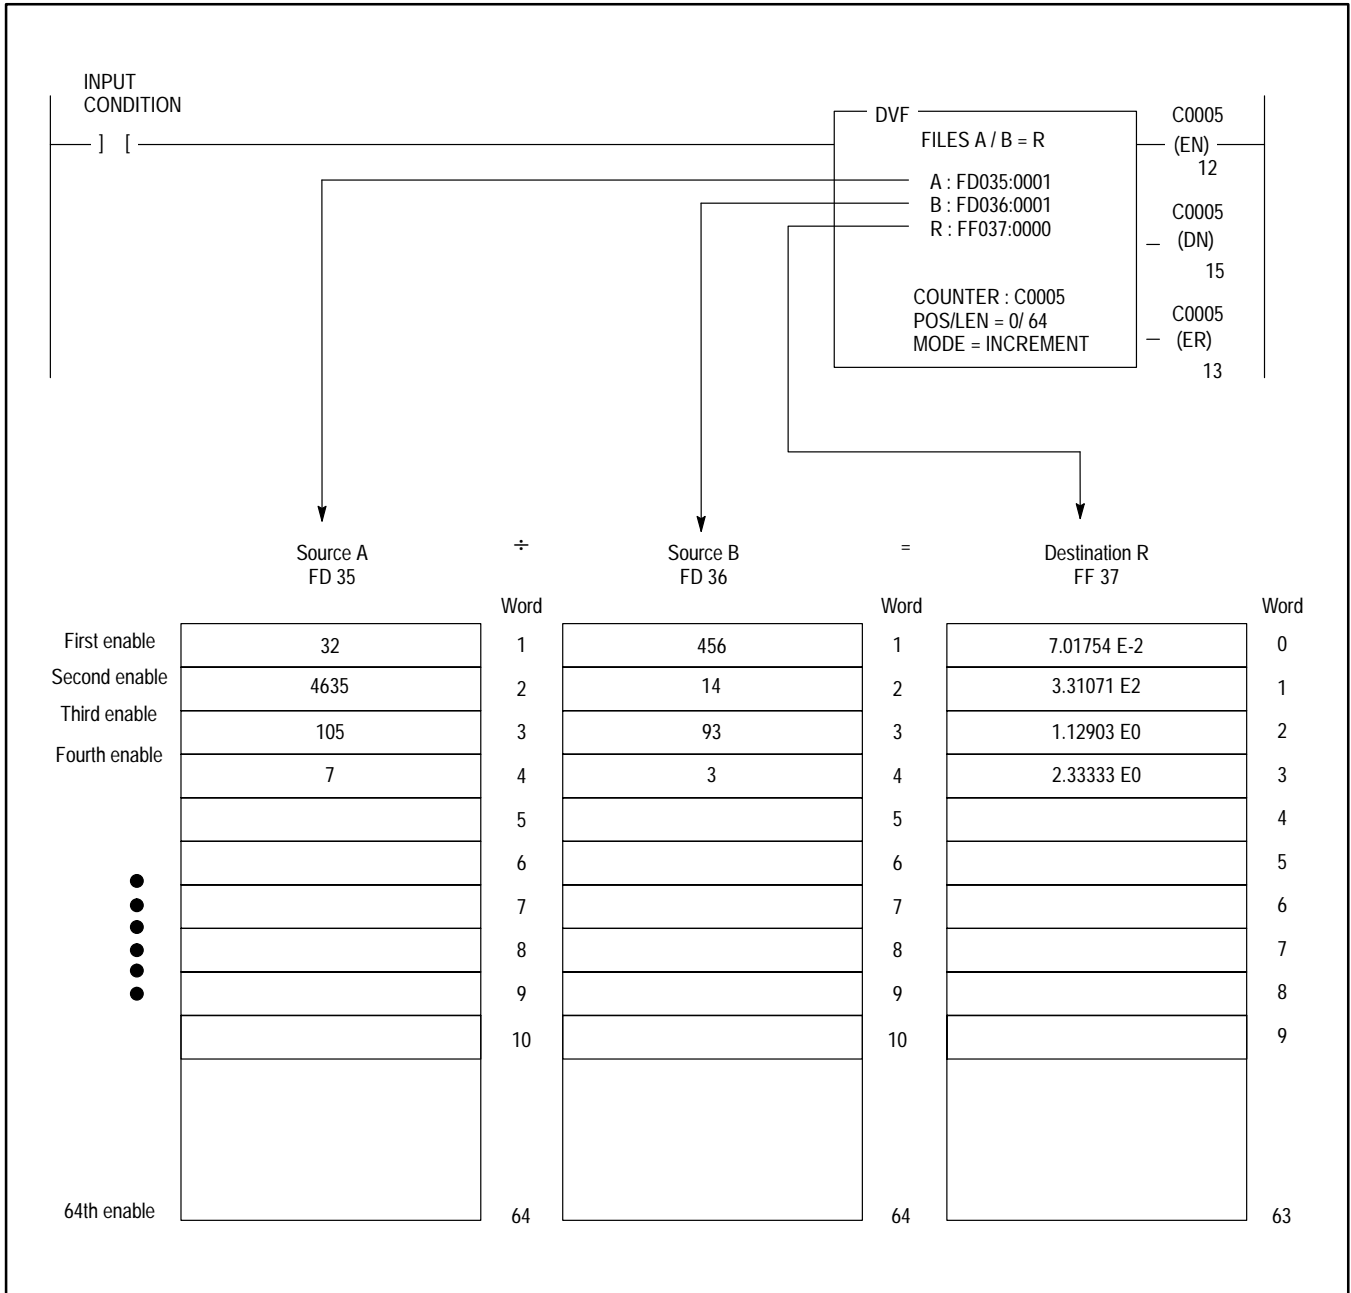 INPUT
CONDITION
] [
DVF
FILES A / B = R
A : FD035:0001
B : FD036:0001
R : FF037:0000
COUNTER : C0005
POS/LEN = 0/ 64
MODE = INCREMENT
C0005
(EN)
12
C0005
(DN)
15
C0005
(ER)
13
Source A ÷ Source B = Destination R
FD 35 FD 36 FF 37
Word Word Word
First enable 32 1 456 1 7.01754 E-2 0
Second enable 4635 2 14 2 3.31071 E2 1
Third enable 105 3 93 3 1.12903 E0 2
Fourth enable 7 4 3 4 2.33333 E0 3
5 5 4
6 6 5
7 7 6
8 8 7
9 9 8
10 10 9
64th enable 64 64 63